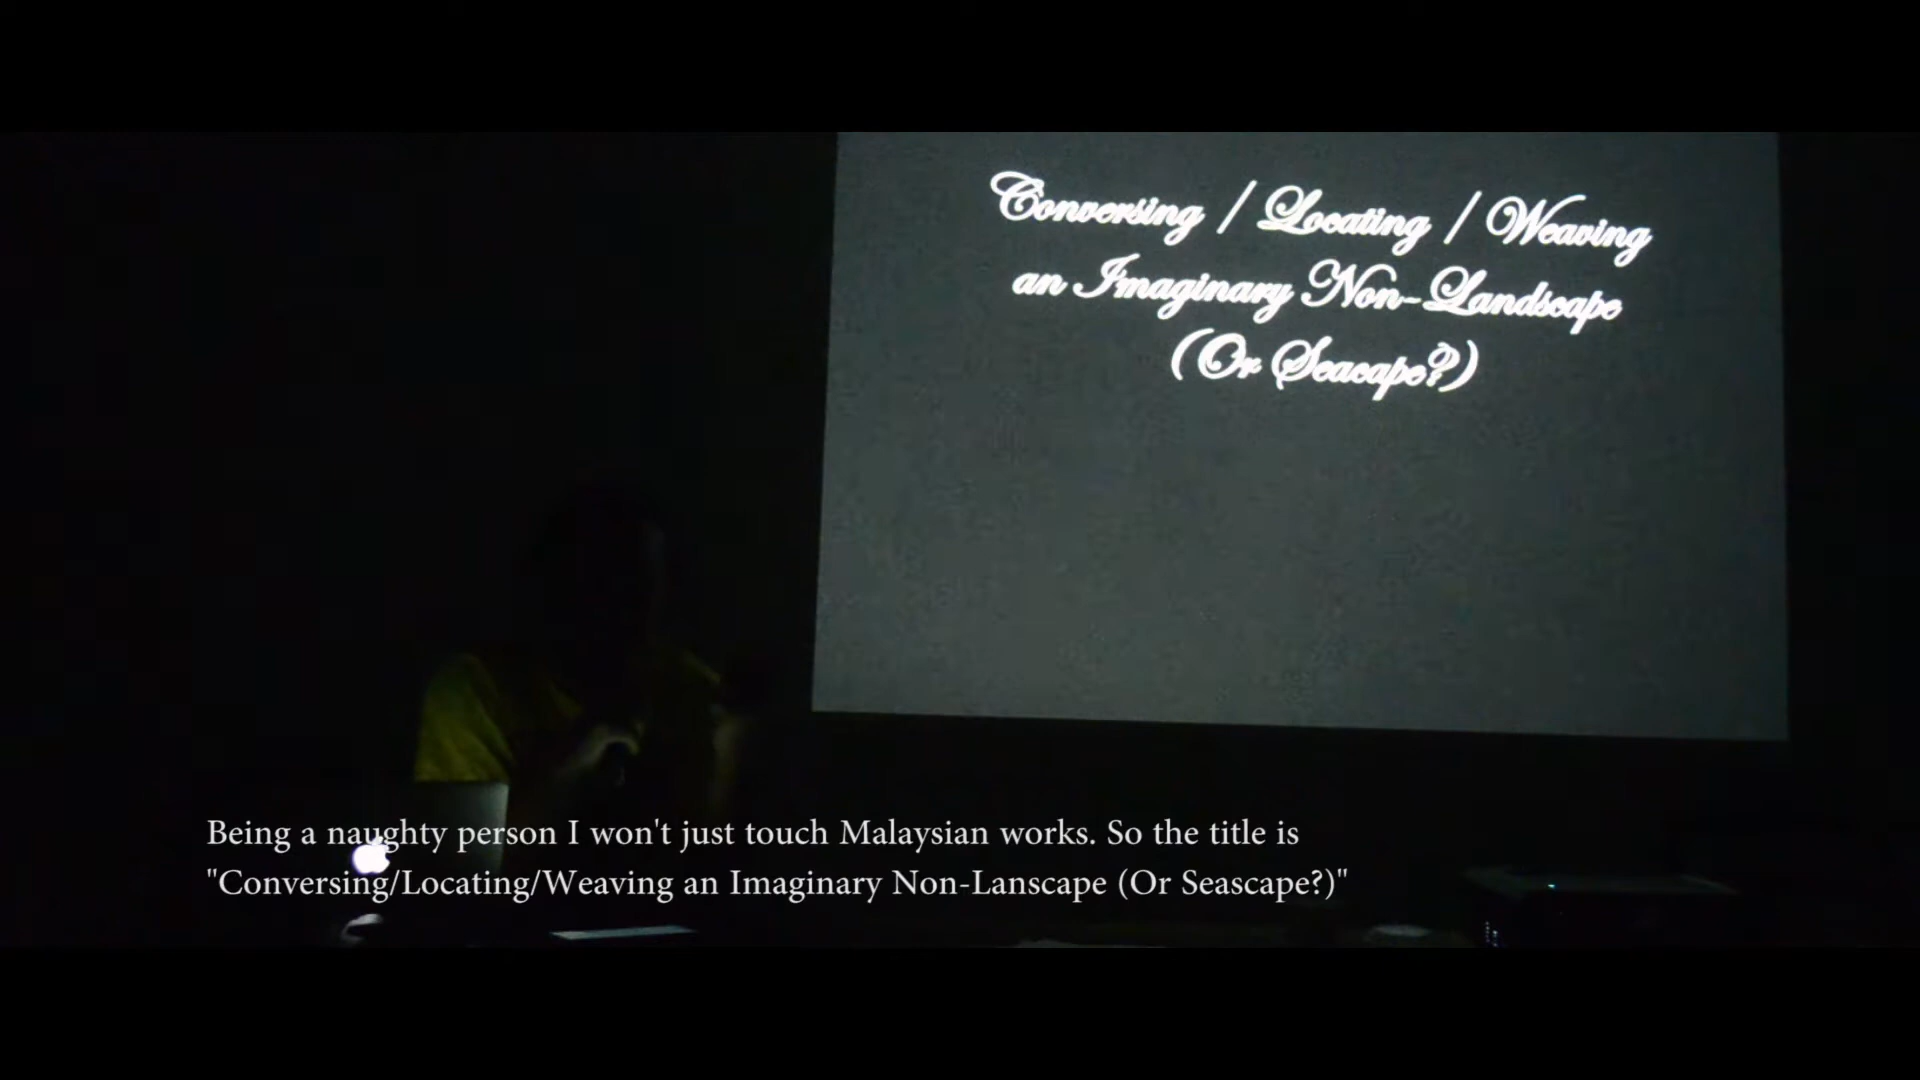 Conversing / Locating / Weaving
an Imaginary Non-Landscape
(Or Seacape?)
Being a naughty person I won't just touch Malaysian works. So the title is
"Conversing/Locating/Weaving an Imaginary Non-Lanscape (Or Seascape?)"